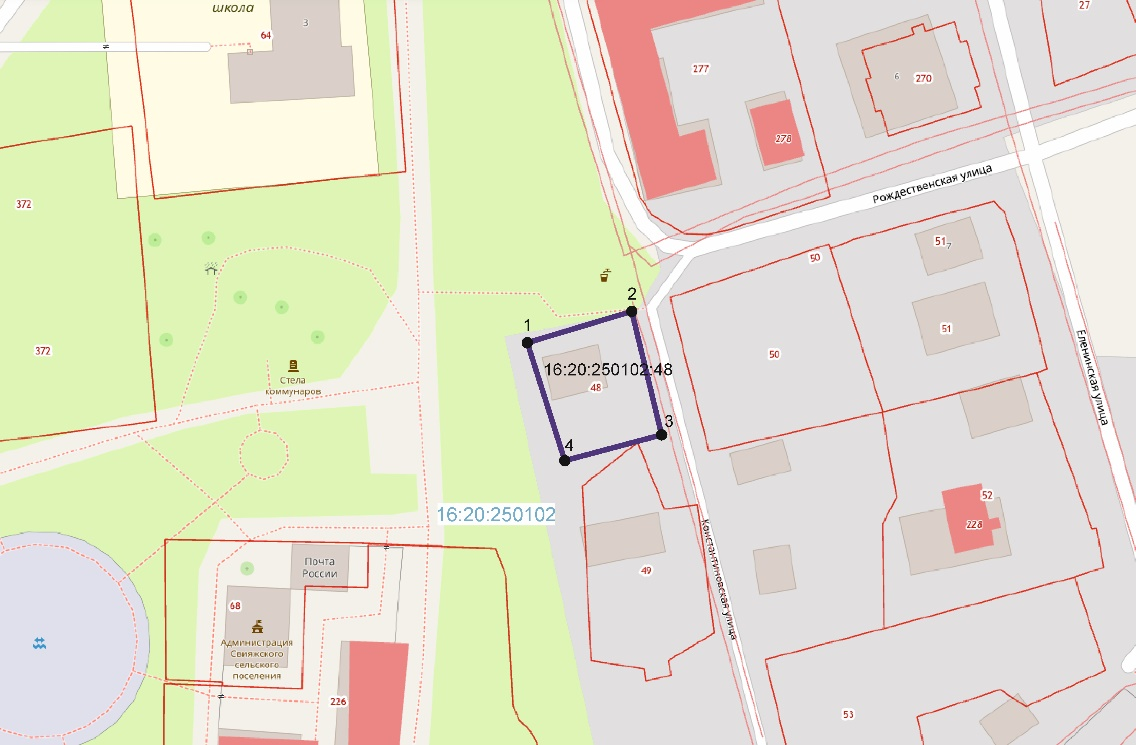 школа
3
64
27
277
6
270
278
Рождественская улица
372
51
7
50
2
1
51
372
50
Стела
коммунаров
16:20:250102:48
48
Еленинская улица
3
4
52
16:20:250102
228
Константиновская улица
Почта
России
49
68
Администрация
Свияжского
сельского
поселения
226
53